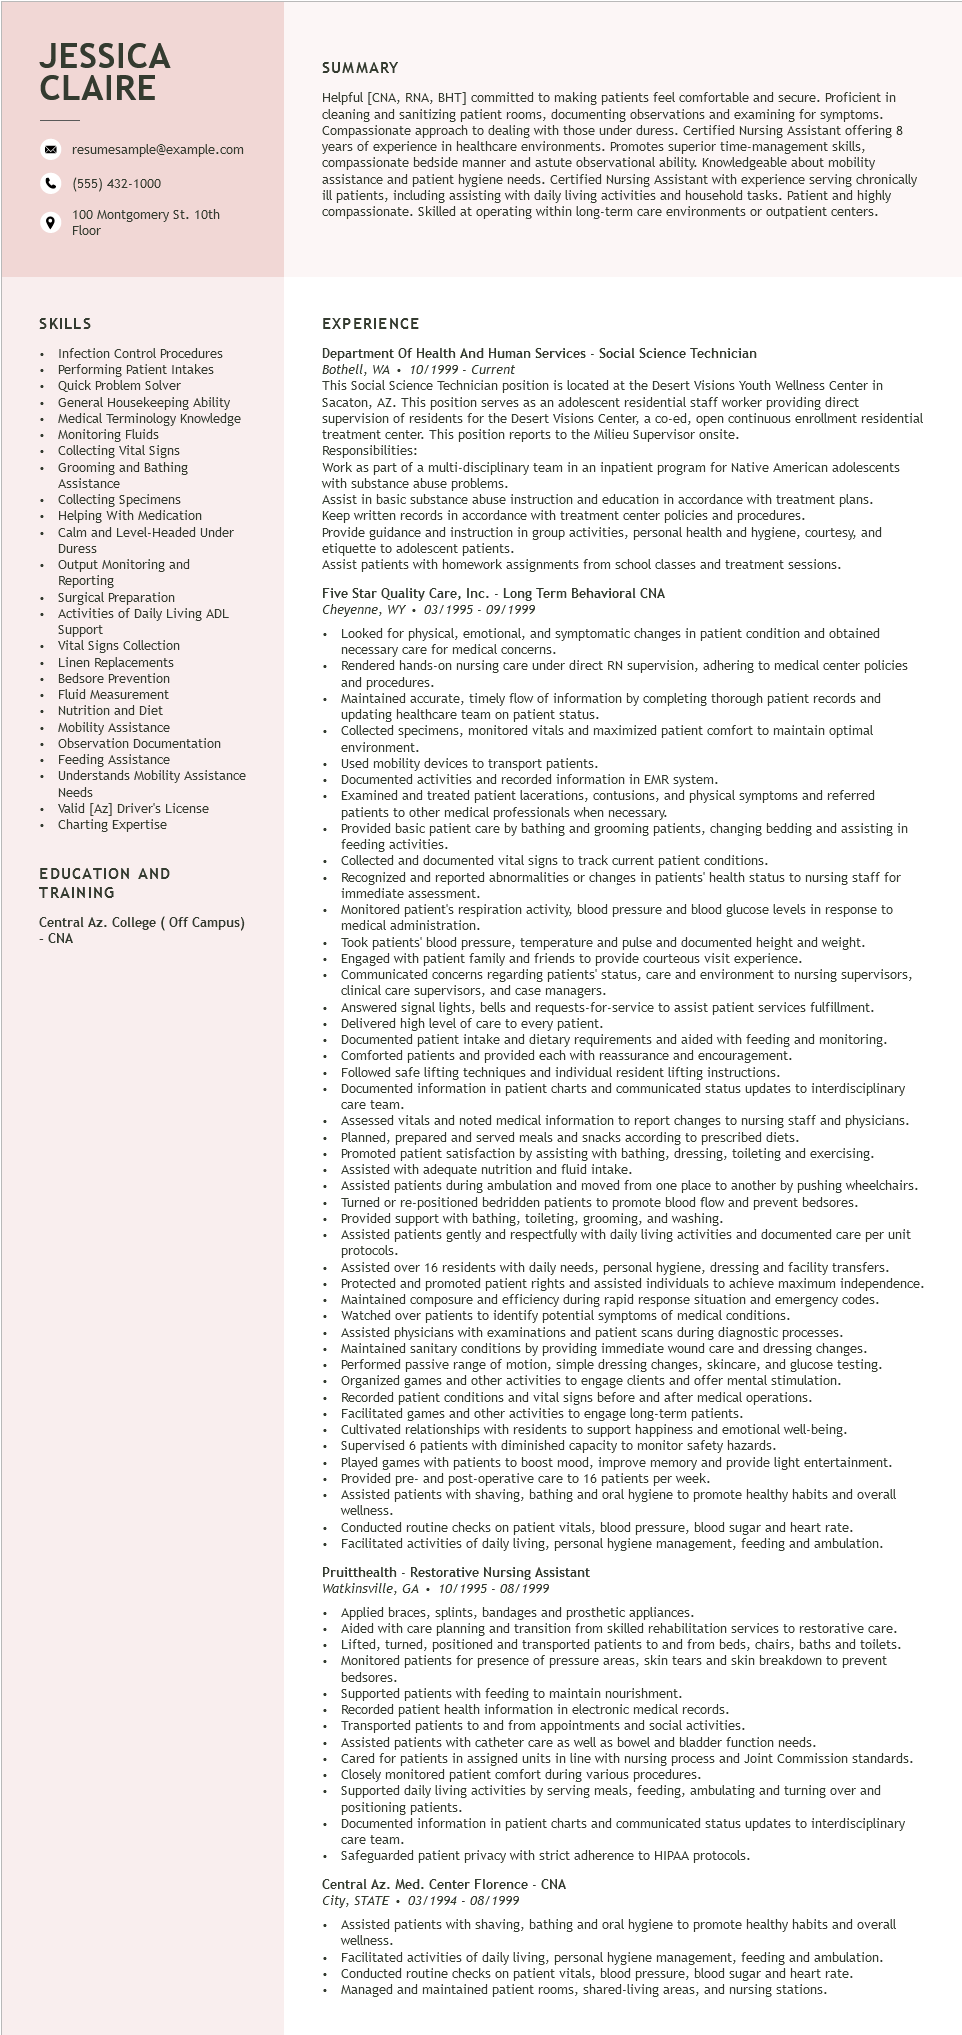 JESSICA
CLAIRE
resumesample@example.com
(555) 432-1000
100 Montgomery St. 10th
Floor
SUMMARY
Helpful [CNA, RNA, BHT] committed to making patients feel comfortable and secure. Proficient in
cleaning and sanitizing patient rooms, documenting observations and examining for symptoms.
Compassionate approach to dealing with those under duress. Certified Nursing Assistant offering 8
years of experience in healthcare environments. Promotes superior time-management skills,
compassionate bedside manner and astute observational ability. Knowledgeable about mobility
assistance and patient hygiene needs. Certified Nursing Assistant with experience serving chronically
ill patients, including assisting with daily living activities and household tasks. Patient and highly
compassionate. Skilled at operating within long-term care environments or outpatient centers.
SKILLS
• Infection Control Procedures
• Performing Patient Intakes
• Quick Problem Solver
• General Housekeeping Ability
• Medical Terminology Knowledge
• Monitoring Fluids
• Collecting Vital Signs
• Grooming and Bathing
Assistance
• Collecting Specimens
• Helping With Medication
• Calm and Level-Headed Under
Duress
• Output Monitoring and
Reporting
• Surgical Preparation
• Activities of Daily Living ADL
Support
• Vital Signs Collection
• Linen Replacements
• Bedsore Prevention
• Fluid Measurement
• Nutrition and Diet
• Mobility Assistance
• Observation Documentation
• Feeding Assistance
• Understands Mobility Assistance
Needs
• Valid [Az] Driver's License
• Charting Expertise
EDUCATION AND
TRAINING
Central Az. College ( Off Campus)
- CNA
EXPERIENCE
Department Of Health And Human Services - Social Science Technician
Bothell, WA • 10/1999 - Current
This Social Science Technician position is located at the Desert Visions Youth Wellness Center in
Sacaton, AZ. This position serves as an adolescent residential staff worker providing direct
supervision of residents for the Desert Visions Center, a co-ed, open continuous enrollment residential
treatment center. This position reports to the Milieu Supervisor onsite.
Responsibilities:
Work as part of a multi-disciplinary team in an inpatient program for Native American adolescents
with substance abuse problems.
Assist in basic substance abuse instruction and education in accordance with treatment plans.
Keep written records in accordance with treatment center policies and procedures.
Provide guidance and instruction in group activities, personal health and hygiene, courtesy, and
etiquette to adolescent patients.
Assist patients with homework assignments from school classes and treatment sessions.
Five Star Quality Care, Inc. - Long Term Behavioral CNA
Cheyenne, WY • 03/1995 - 09/1999
• Looked for physical, emotional, and symptomatic changes in patient condition and obtained
necessary care for medical concerns.
• Rendered hands-on nursing care under direct RN supervision, adhering to medical center policies
and procedures.
• Maintained accurate, timely flow of information by completing thorough patient records and
updating healthcare team on patient status.
• Collected specimens, monitored vitals and maximized patient comfort to maintain optimal
environment.
• Used mobility devices to transport patients.
• Documented activities and recorded information in EMR system.
• Examined and treated patient lacerations, contusions, and physical symptoms and referred
patients to other medical professionals when necessary.
• Provided basic patient care by bathing and grooming patients, changing bedding and assisting in
feeding activities.
• Collected and documented vital signs to track current patient conditions.
• Recognized and reported abnormalities or changes in patients' health status to nursing staff for
immediate assessment.
• Monitored patient's respiration activity, blood pressure and blood glucose levels in response to
medical administration.
• Took patients' blood pressure, temperature and pulse and documented height and weight.
• Engaged with patient family and friends to provide courteous visit experience.
• Communicated concerns regarding patients' status, care and environment to nursing supervisors,
clinical care supervisors, and case managers.
• Answered signal lights, bells and requests-for-service to assist patient services fulfillment.
• Delivered high level of care to every patient.
• Documented patient intake and dietary requirements and aided with feeding and monitoring.
• Comforted patients and provided each with reassurance and encouragement.
• Followed safe lifting techniques and individual resident lifting instructions.
• Documented information in patient charts and communicated status updates to interdisciplinary
care team.
• Assessed vitals and noted medical information to report changes to nursing staff and physicians.
• Planned, prepared and served meals and snacks according to prescribed diets.
• Promoted patient satisfaction by assisting with bathing, dressing, toileting and exercising.
• Assisted with adequate nutrition and fluid intake.
• Assisted patients during ambulation and moved from one place to another by pushing wheelchairs.
• Turned or re-positioned bedridden patients to promote blood flow and prevent bedsores.
• Provided support with bathing, toileting, grooming, and washing.
• Assisted patients gently and respectfully with daily living activities and documented care per unit
protocols.
• Assisted over 16 residents with daily needs, personal hygiene, dressing and facility transfers.
• Protected and promoted patient rights and assisted individuals to achieve maximum independence.
• Maintained composure and efficiency during rapid response situation and emergency codes.
• Watched over patients to identify potential symptoms of medical conditions.
• Assisted physicians with examinations and patient scans during diagnostic processes.
• Maintained sanitary conditions by providing immediate wound care and dressing changes.
• Performed passive range of motion, simple dressing changes, skincare, and glucose testing.
• Organized games and other activities to engage clients and offer mental stimulation.
• Recorded patient conditions and vital signs before and after medical operations.
• Facilitated games and other activities to engage long-term patients.
• Cultivated relationships with residents to support happiness and emotional well-being.
• Supervised 6 patients with diminished capacity to monitor safety hazards.
• Played games with patients to boost mood, improve memory and provide light entertainment.
• Provided pre- and post-operative care to 16 patients per week.
• Assisted patients with shaving, bathing and oral hygiene to promote healthy habits and overall
wellness.
• Conducted routine checks on patient vitals, blood pressure, blood sugar and heart rate.
• Facilitated activities of daily living, personal hygiene management, feeding and ambulation.
Pruitthealth - Restorative Nursing Assistant
Watkinsville, GA • 10/1995 - 08/1999
• Applied braces, splints, bandages and prosthetic appliances.
• Aided with care planning and transition from skilled rehabilitation services to restorative care.
• Lifted, turned, positioned and transported patients to and from beds, chairs, baths and toilets.
• Monitored patients for presence of pressure areas, skin tears and skin breakdown to prevent
bedsores.
• Supported patients with feeding to maintain nourishment.
• Recorded patient health information in electronic medical records.
• Transported patients to and from appointments and social activities.
• Assisted patients with catheter care as well as bowel and bladder function needs.
• Cared for patients in assigned units in line with nursing process and Joint Commission standards.
• Closely monitored patient comfort during various procedures.
• Supported daily living activities by serving meals, feeding, ambulating and turning over and
positioning patients.
• Documented information in patient charts and communicated status updates to interdisciplinary
care team.
• Safeguarded patient privacy with strict adherence to HIPAA protocols.
Central Az. Med. Center Florence - CNA
City, STATE • 03/1994 - 08/1999
• Assisted patients with shaving, bathing and oral hygiene to promote healthy habits and overall
wellness.
• Facilitated activities of daily living, personal hygiene management, feeding and ambulation.
• Conducted routine checks on patient vitals, blood pressure, blood sugar and heart rate.
• Managed and maintained patient rooms, shared-living areas, and nursing stations.